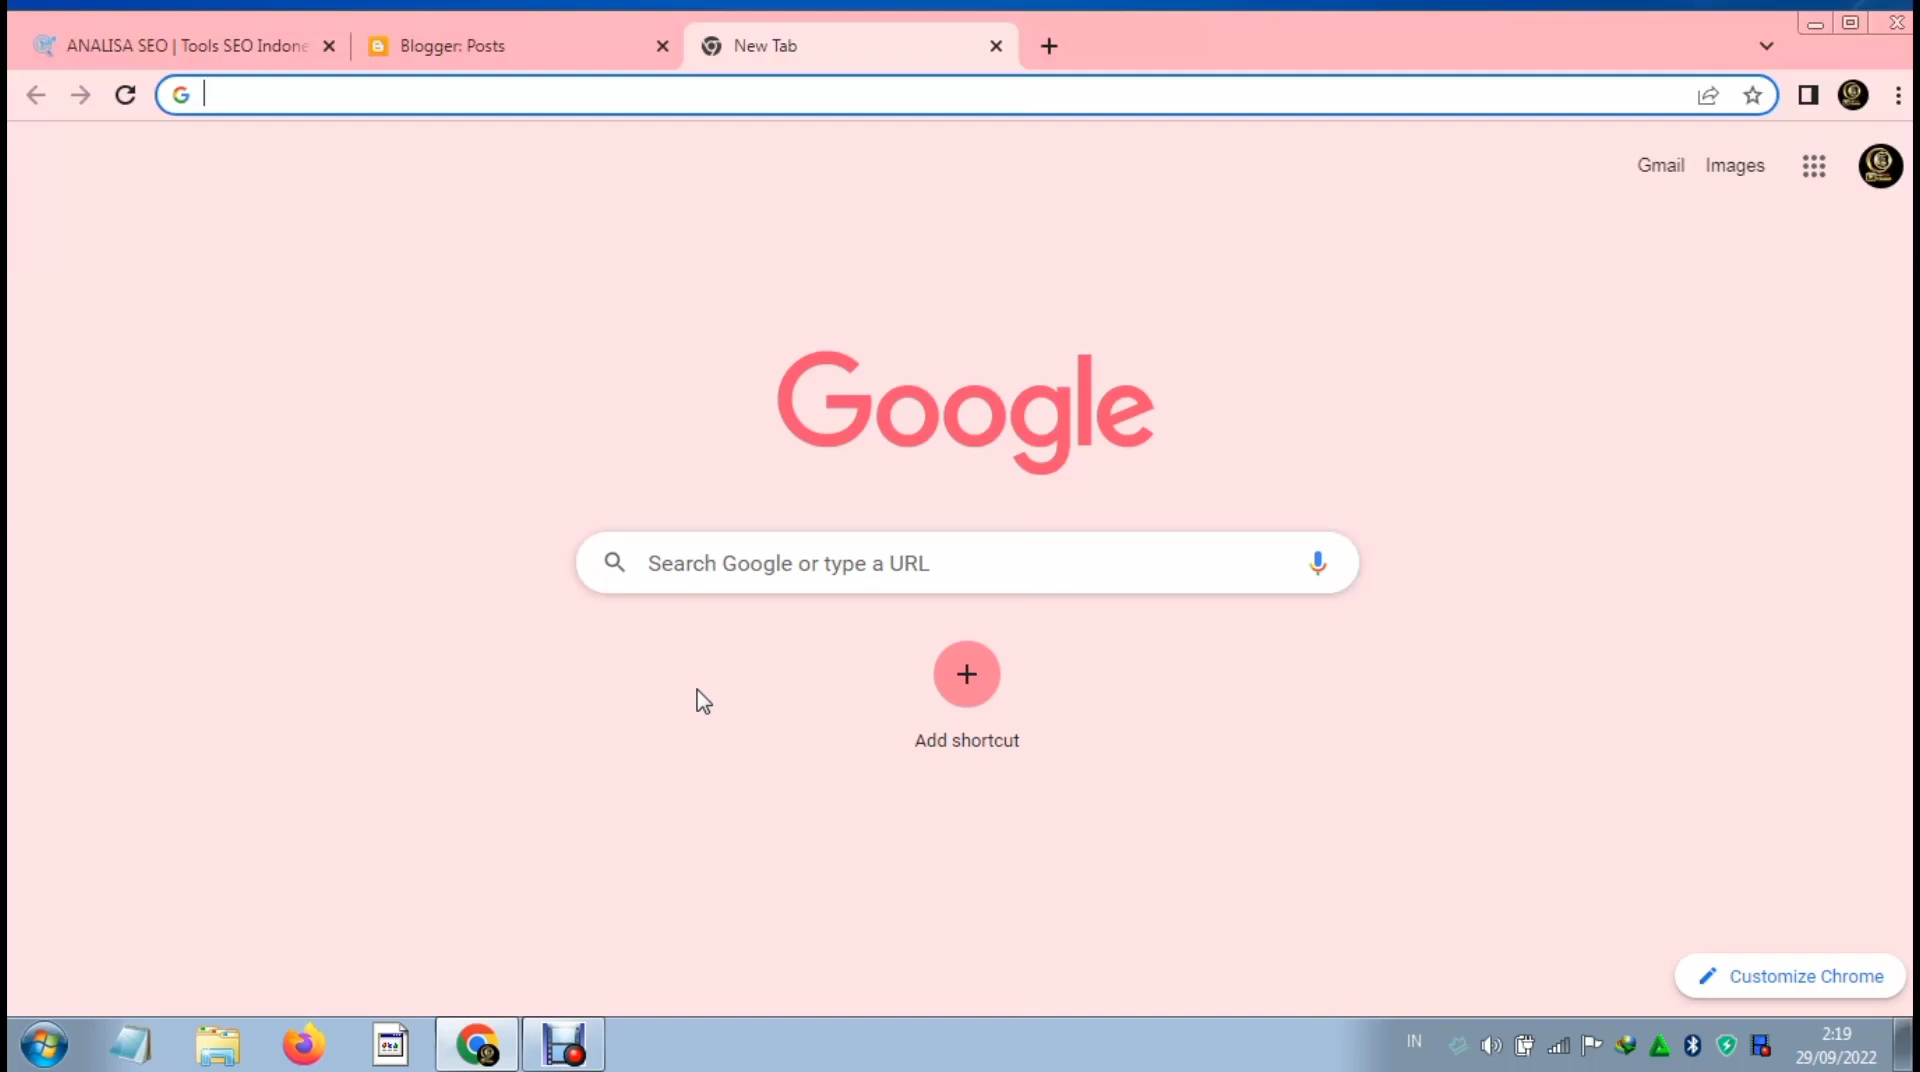 ANALISA SEO | Tools SEO Indone
Blogger: Posts
New Tab
Gmail
Images
Google
Search Google or type a URL
Add shortcut
Customize Chrome
IN
2:19
29/09/2022